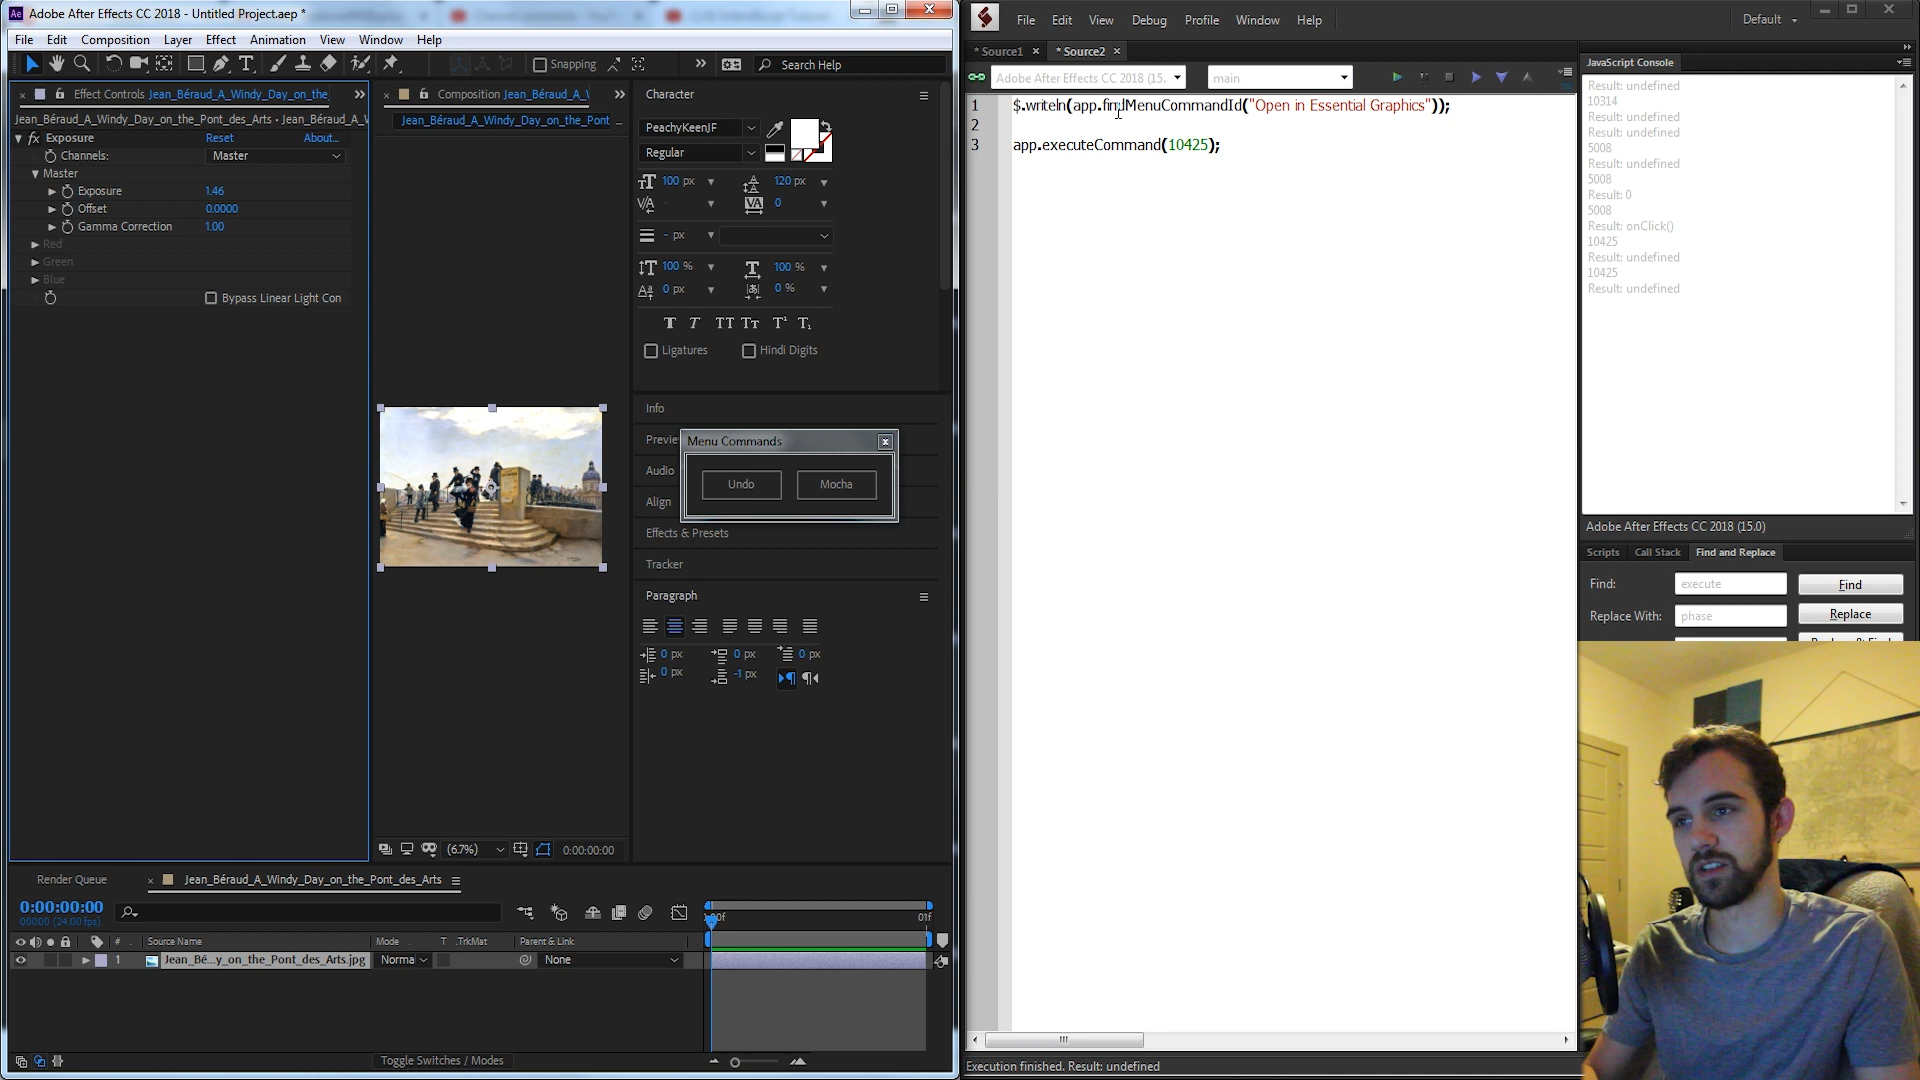 Adobe After Effects CC 2018 - Untitled Project.aep *
File Edit Composition Layer Effect Animation Window View Help
Snapping
Search Help
Effect Controls Jean_Béraud_A_Windy_Day_on_the_
Jean_Béraud_A_Windy_Day_on_the_Pont_des_Arts • Jean_Béraud_A_W
fx Exposure Reset About...
Channels: Master
Master
Exposure 1.46
Offset 0.0000
Gamma Correction 1.00
Red
Green
Blue
Bypass Linear Light Con
Composition Jean_Béraud_A_
Jean_Béraud_A_Windy_Day_on_the_Pont
(6.7%) 0:00:00:00
Character
PeachyKeenJF
Regular
100 px 120 px
0
- px
100 % 100 %
0 px 0 %
Ligatures Hindi Digits
Info
Previe
Audio
Align
Effects & Presets
Tracker
Menu Commands
Undo Mocha
Paragraph
0 px 0 px 0 px
0 px -1 px
Render Queue
Jean_Béraud_A_Windy_Day_on_the_Pont_des_Arts
0:00:00:00
00000 (24.00 fps)
:00f 01f
# Source Name Mode T .TrkMat Parent & Link
1 Jean_Bé...y_on_the_Pont_des_Arts.jpg Norma None
Toggle Switches / Modes
File Edit View Debug Profile Window Help
Default
* Source1 * Source2
Adobe After Effects CC 2018 (15. main
1 $.writeln(app.findMenuCommandId("Open in Essential Graphics"));
2
3 app.executeCommand(10425);
Execution finished. Result: undefined
JavaScript Console
Result: undefined
10314
Result: undefined
Result: undefined
5008
Result: undefined
5008
Result: 0
5008
Result: onClick()
10425
Result: undefined
10425
Result: undefined
Adobe After Effects CC 2018 (15.0)
Scripts Call Stack Find and Replace
Find: execute Find
Replace With: phase Replace